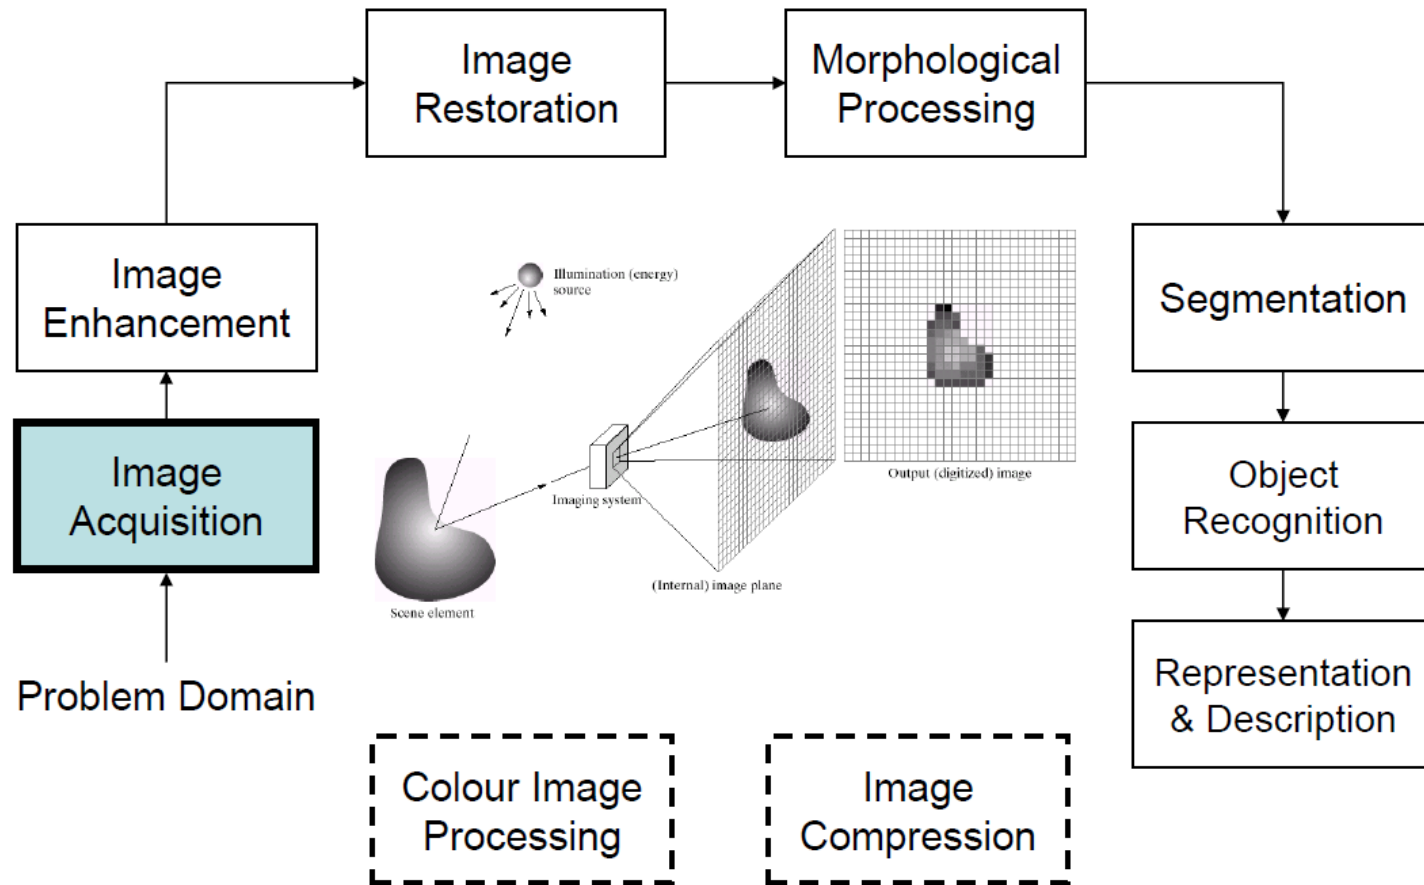 Image
Restoration
Morphological
Processing
Image
Enhancement
Illumination (energy)
source
Segmentation
Image
Acquisition
Imaging system
Output (digitized) image
Object
Recognition
(Internal) image plane
Scene element
Problem Domain
Representation
& Description
Colour Image
Processing
Image
Compression